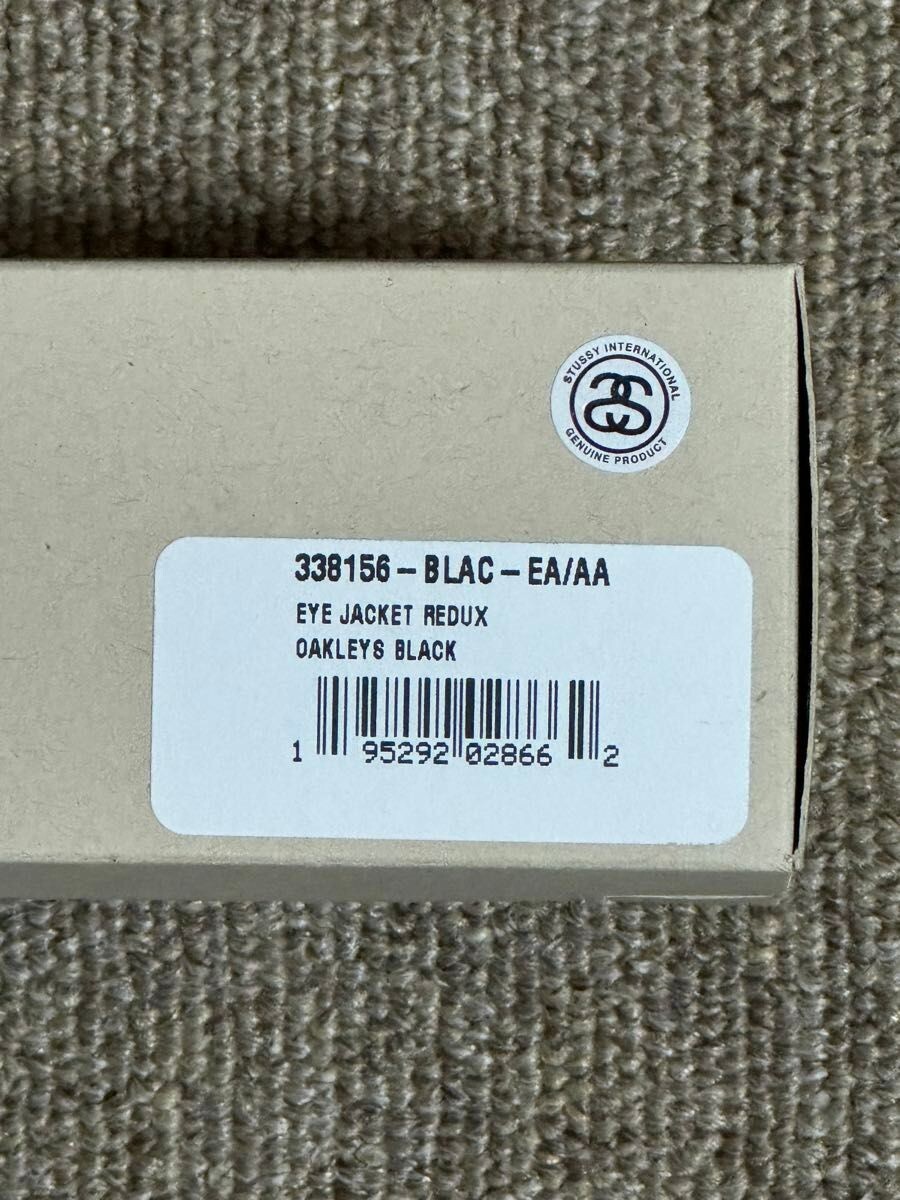 STUSSY INTERNATIONAL
GENUINE PRODUCT
338156-BLAC-EA/AA
EYE JACKET REDUX
OAKLEYS BLACK
1 95292 02866 2